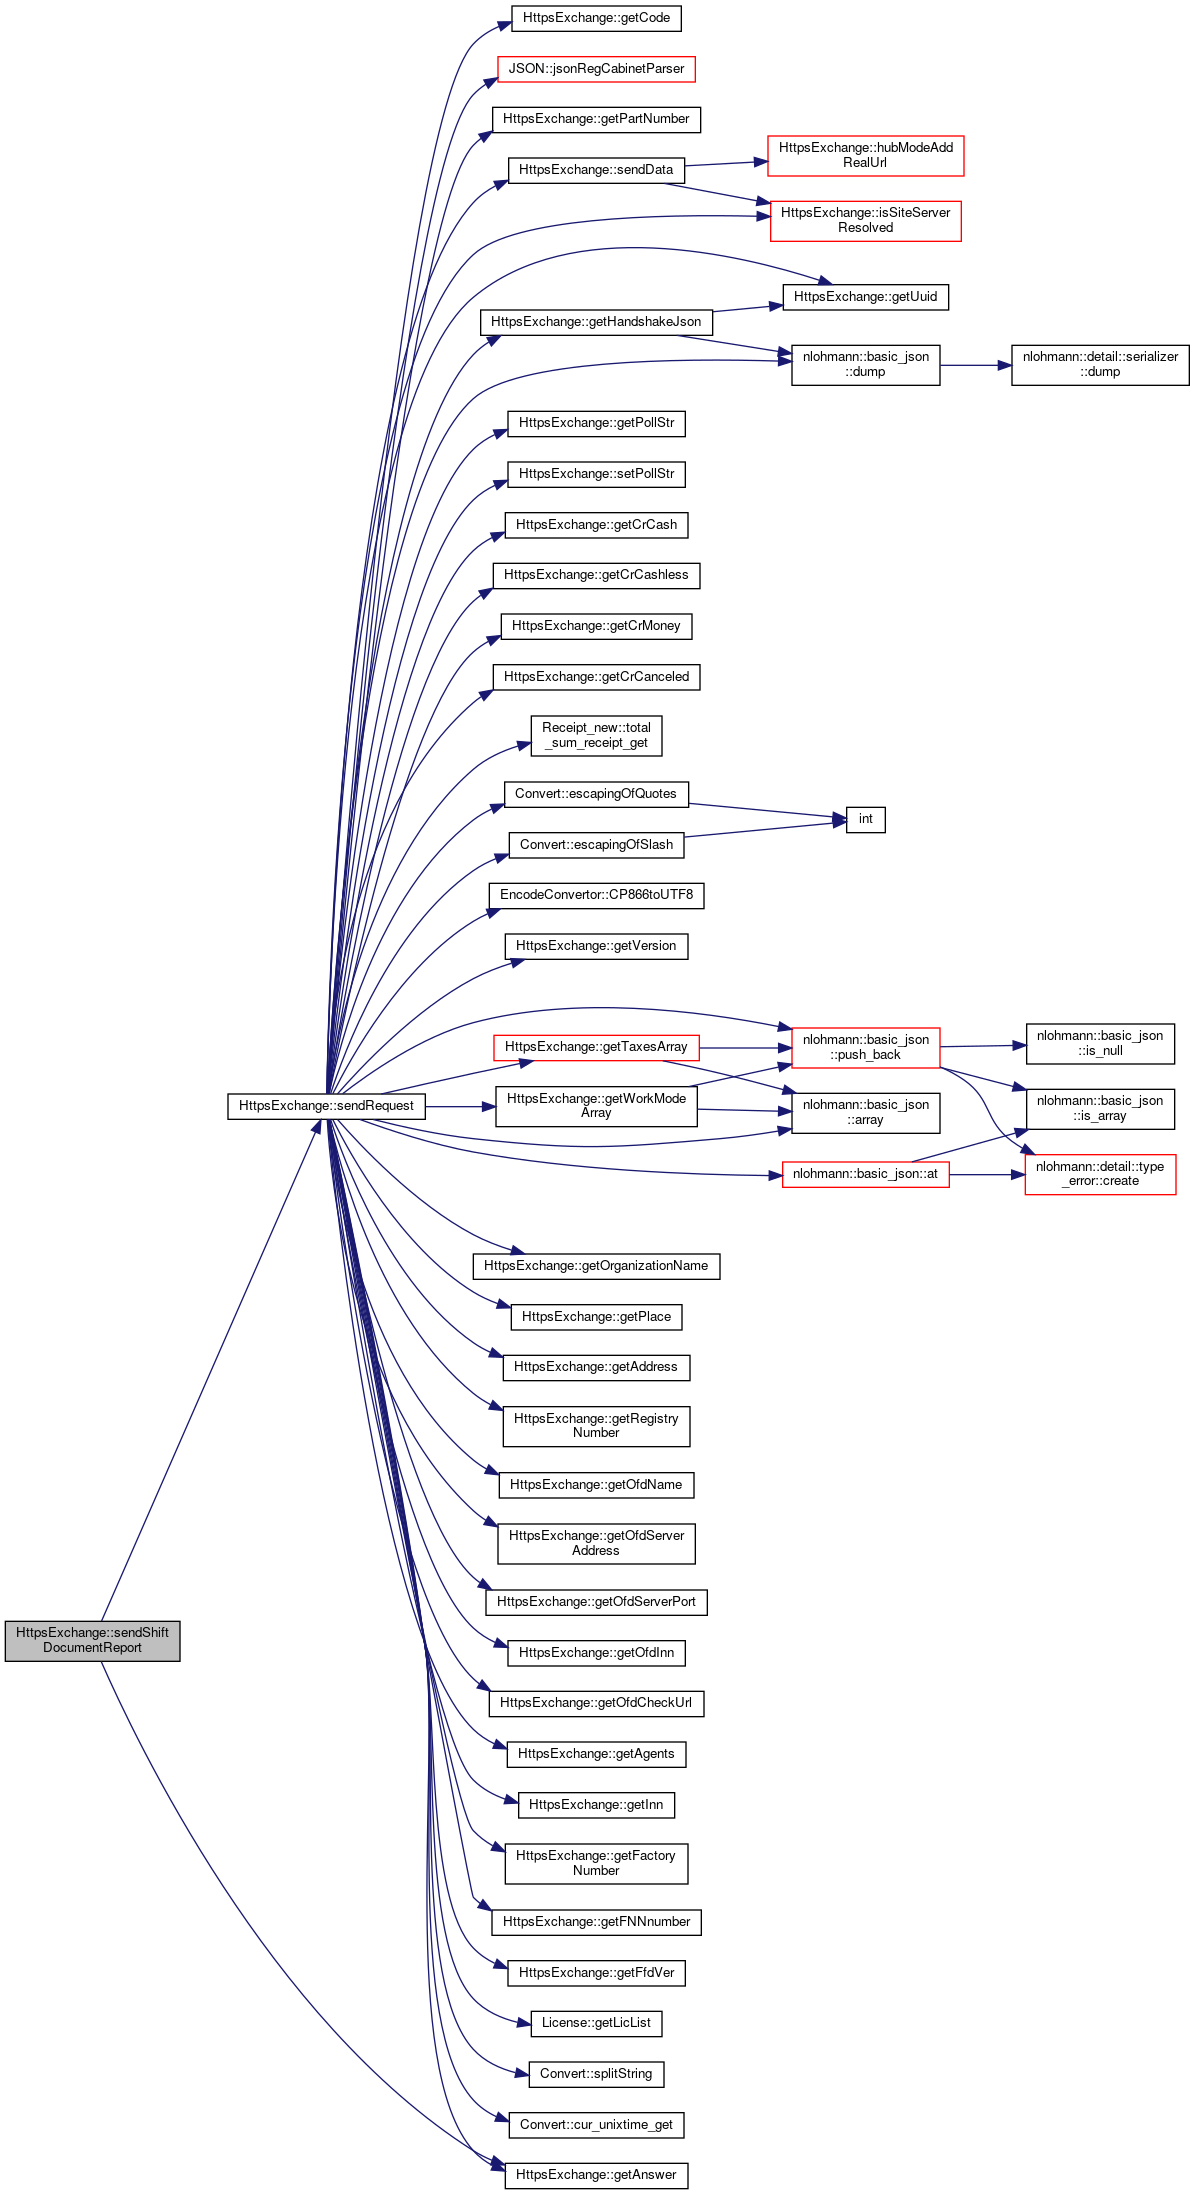 HttpsExchange::getCode
JSON::jsonRegCabinetParser
HttpsExchange::getPartNumber
HttpsExchange::sendData
HttpsExchange::hubModeAdd
RealUrl
HttpsExchange::isSiteServer
Resolved
HttpsExchange::getUuid
HttpsExchange::getHandshakeJson
nlohmann::basic_json
::dump
nlohmann::detail::serializer
::dump
HttpsExchange::getPollStr
HttpsExchange::setPollStr
HttpsExchange::getCrCash
HttpsExchange::getCrCashless
HttpsExchange::getCrMoney
HttpsExchange::getCrCanceled
Receipt_new::total
_sum_receipt_get
Convert::escapingOfQuotes
int
Convert::escapingOfSlash
EncodeConvertor::CP866toUTF8
HttpsExchange::getVersion
HttpsExchange::getTaxesArray
nlohmann::basic_json
::push_back
nlohmann::basic_json
::is_null
HttpsExchange::sendRequest
HttpsExchange::getWorkMode
Array
nlohmann::basic_json
::array
nlohmann::basic_json
::is_array
nlohmann::basic_json::at
nlohmann::detail::type
_error::create
HttpsExchange::getOrganizationName
HttpsExchange::getPlace
HttpsExchange::getAddress
HttpsExchange::getRegistry
Number
HttpsExchange::getOfdName
HttpsExchange::getOfdServer
Address
HttpsExchange::getOfdServerPort
HttpsExchange::sendShift
DocumentReport
HttpsExchange::getOfdInn
HttpsExchange::getOfdCheckUrl
HttpsExchange::getAgents
HttpsExchange::getInn
HttpsExchange::getFactory
Number
HttpsExchange::getFNNnumber
HttpsExchange::getFfdVer
License::getLicList
Convert::splitString
Convert::cur_unixtime_get
HttpsExchange::getAnswer